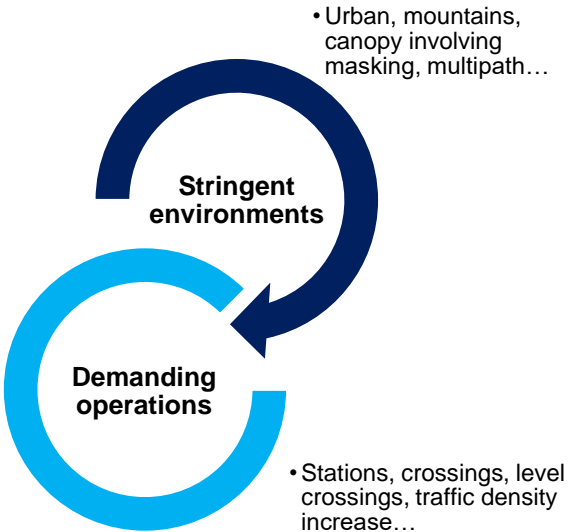 • Urban, mountains,
canopy involving
masking, multipath…
Stringent
environments
Demanding
operations
• Stations, crossings, level
crossings, traffic density
increase…